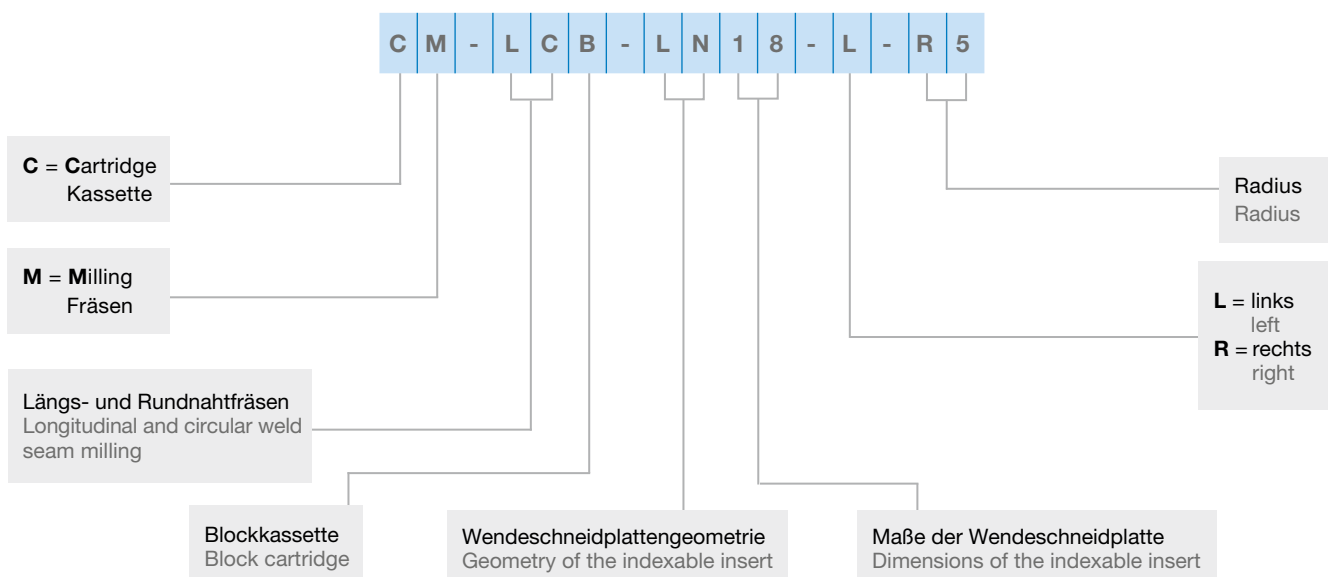 C M - L C B - L N 1 8 - L - R 5
C = Cartridge
Kassette
M = Milling
Fräsen
Längs- und Rundnahtfräsen
Longitudinal and circular weld
seam milling
Blockkassette
Block cartridge
Wendeschneidplattengeometrie
Geometry of the indexable insert
Maße der Wendeschneidplatte
Dimensions of the indexable insert
L = links
left
R = rechts
right
Radius
Radius